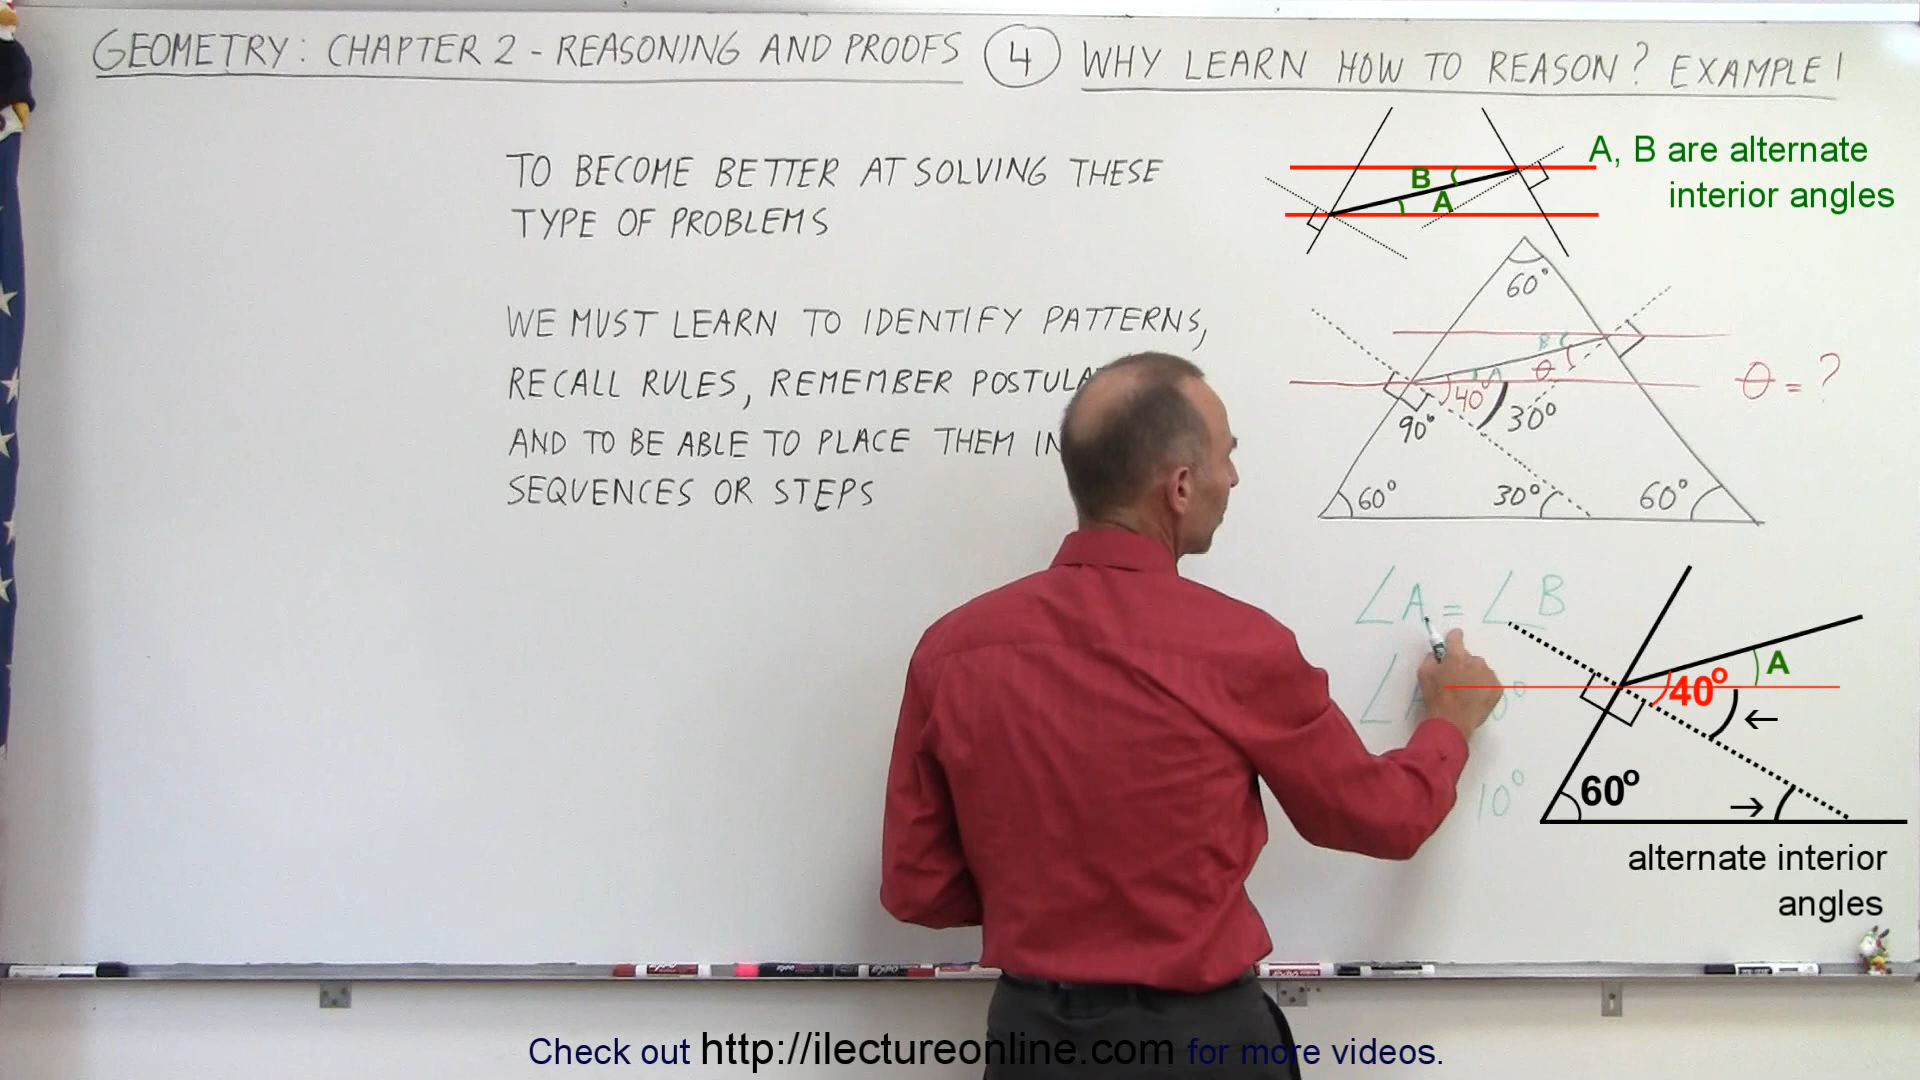 GEOMETRY: CHAPTER 2 - REASONING AND PROOFS 4 WHY LEARN HOW TO REASON? EXAMPLE 1
TO BECOME BETTER AT SOLVING THESE
TYPE OF PROBLEMS
WE MUST LEARN TO IDENTIFY PATTERNS,
RECALL RULES, REMEMBER
AND TO BE ABLE TO PLACE THEM IN
SEQUENCES OR STEPS
B
A
A, B are alternate
interior angles
60°
B
θ
40° 30°
90°
60° 30° 60°
θ = ?
∠A = ∠B
∠
10°
40° A
60°
alternate interior
angles
Check out http://ilectureonline.com for more videos.